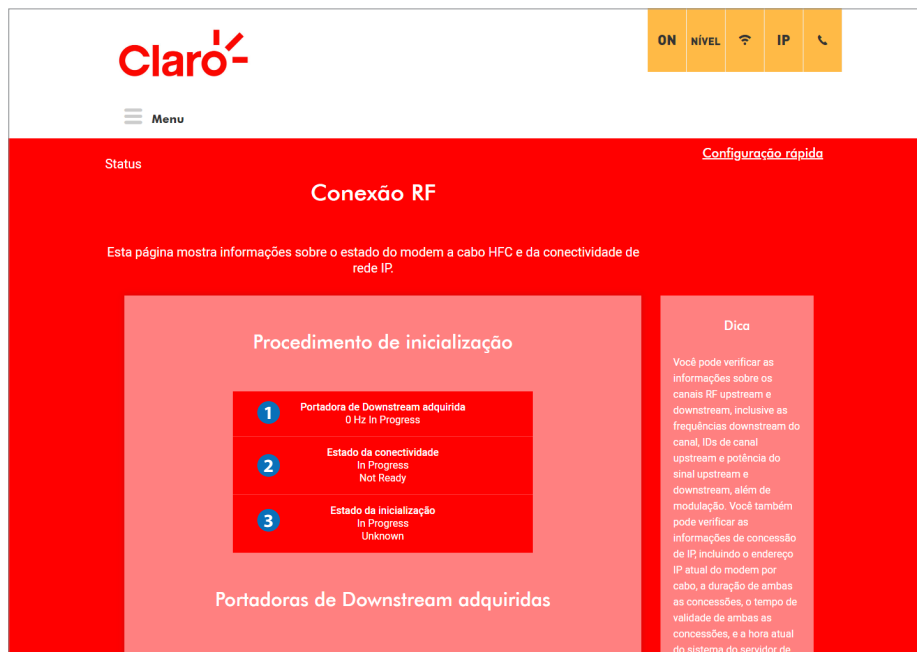 Claro
ON NÍVEL IP
Menu
Status
Configuração rápida
Conexão RF
Esta página mostra informações sobre o estado do modem a cabo HFC e da conectividade de
rede IP.
Procedimento de inicialização
1 Portadora de Downstream adquirida
0 Hz In Progress
2 Estado da conectividade
In Progress
Not Ready
3 Estado da inicialização
In Progress
Unknown
Portadoras de Downstream adquiridas
Dica
Você pode verificar as
informações sobre os
canais RF upstream e
downstream, inclusive as
frequências downstream do
canal, IDs de canal
upstream e potência do
sinal upstream e
downstream, além de
modulação. Você também
pode verificar as
informações de concessão
de IP, incluindo o endereço
IP atual do modem por
cabo, a duração de ambas
as concessões, o tempo de
validade de ambas as
concessões, e a hora atual
do sistema do servidor de